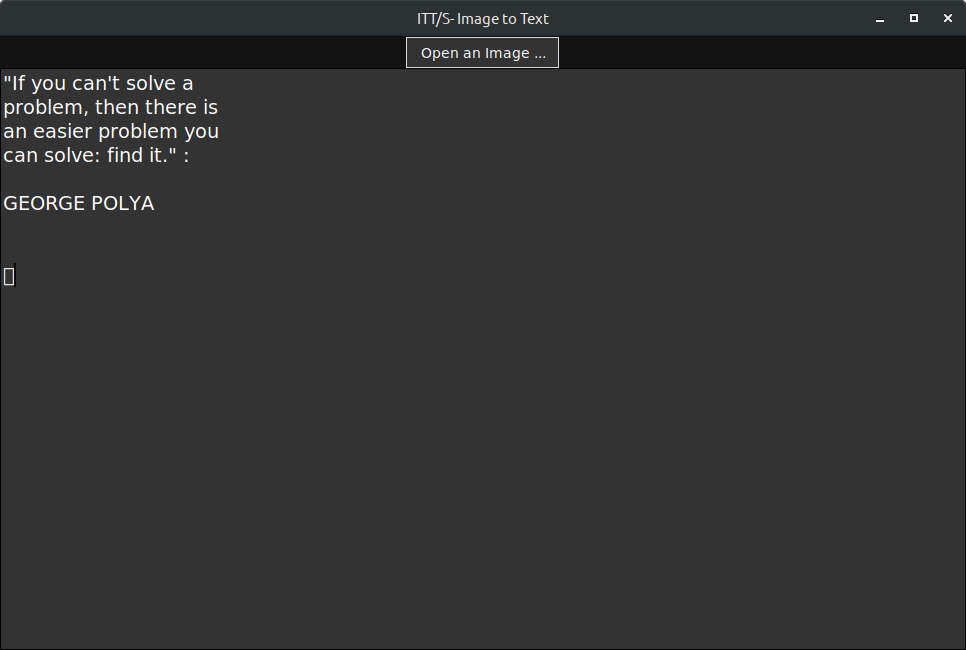 ITT/S- Image to Text
Open an Image ...
"If you can't solve a
problem, then there is
an easier problem you
can solve: find it." :
GEORGE POLYA